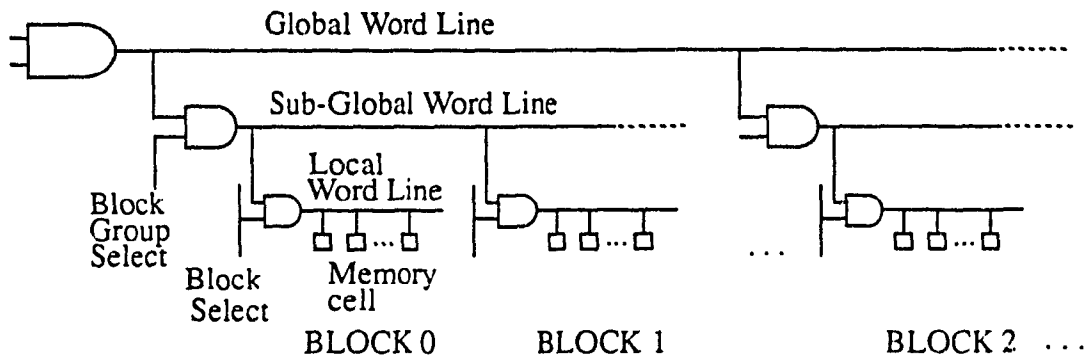 Global Word Line
Sub-Global Word Line
Local
Word Line
Block
Group
Select
Block
Select
Memory
cell
BLOCK 0
BLOCK 1
BLOCK 2 ...